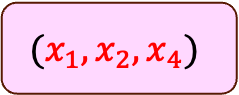 (x₁, x₂, x₄)